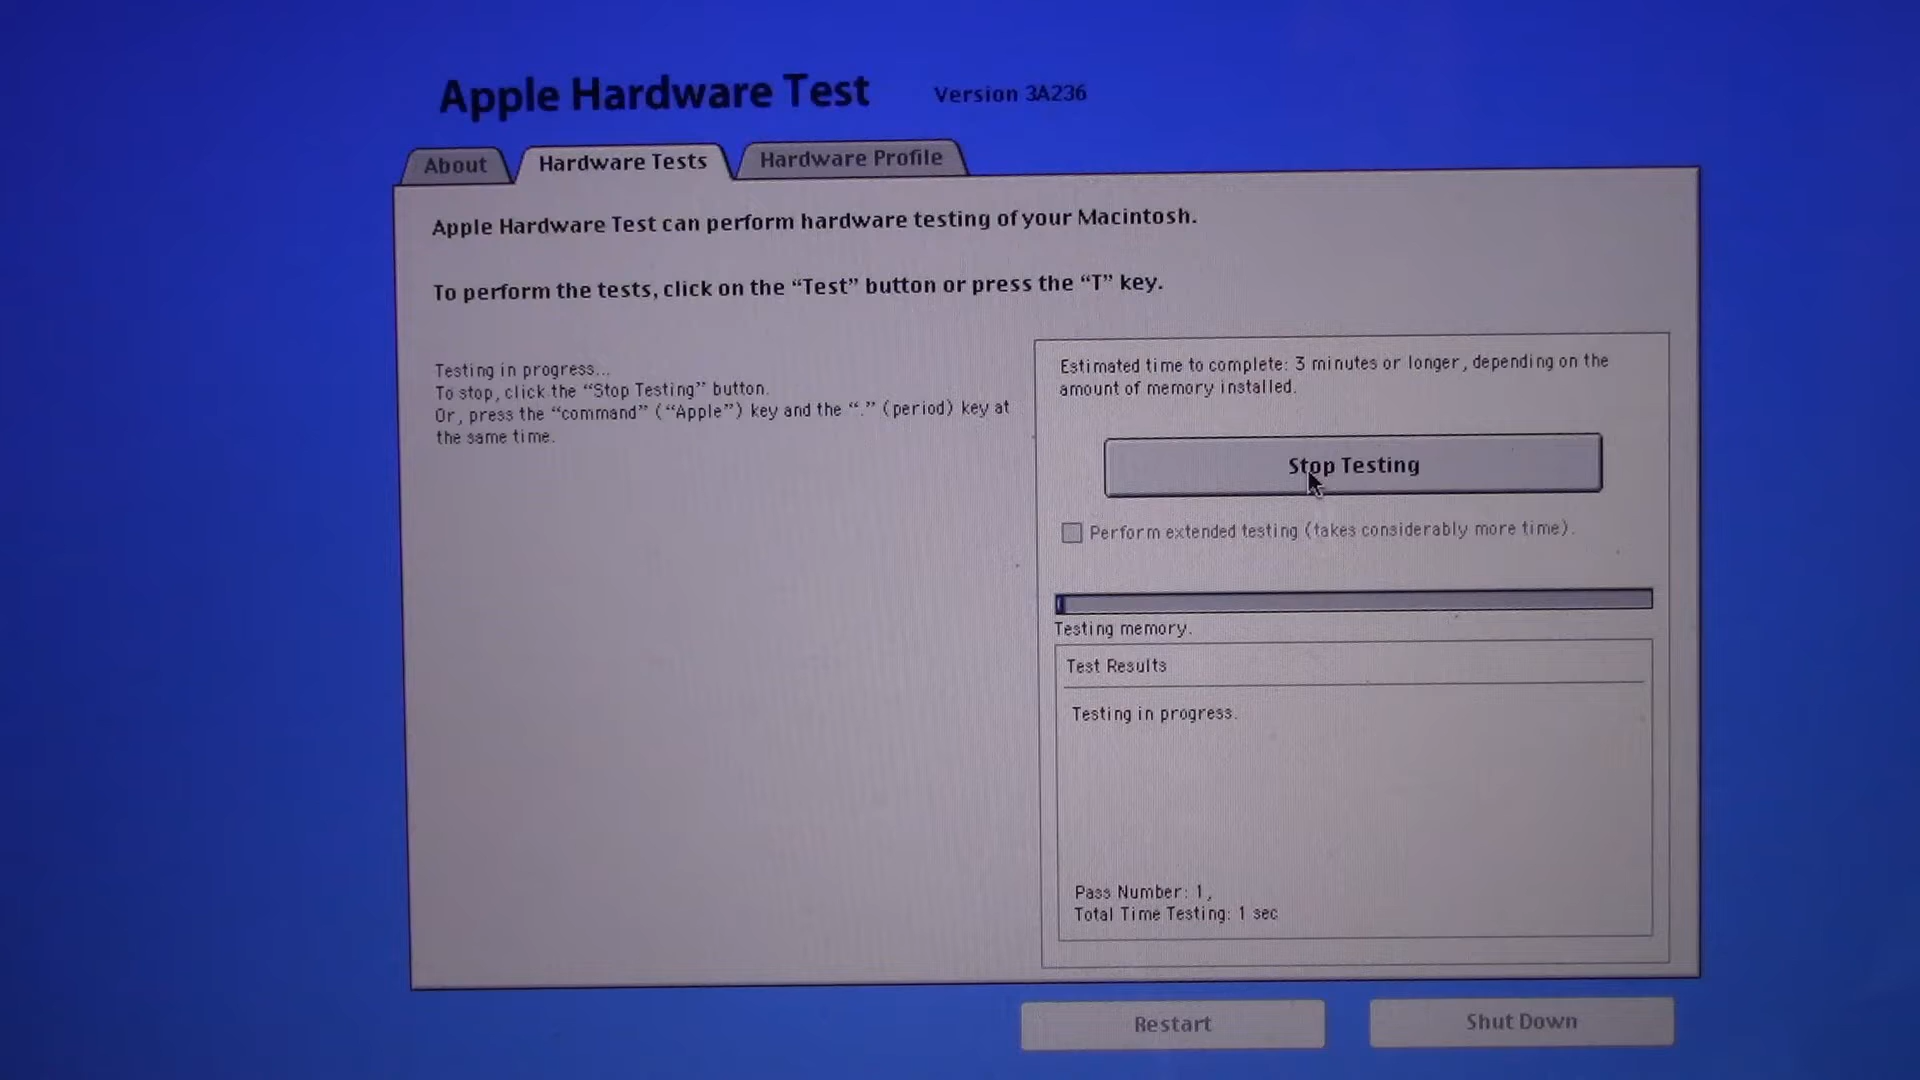 Apple Hardware Test Version 3A236
About Hardware Tests Hardware Profile
Apple Hardware Test can perform hardware testing of your Macintosh.
To perform the tests, click on the “Test” button or press the “T” key.
Testing in progress...
To stop, click the “Stop Testing” button.
Or, press the “command” (“Apple”) key and the “.” (period) key at
the same time.
Estimated time to complete: 3 minutes or longer, depending on the
amount of memory installed.
Stop Testing
Perform extended testing (takes considerably more time).
Testing memory.
Test Results
Testing in progress.
Pass Number: 1,
Total Time Testing: 1 sec
Restart Shut Down